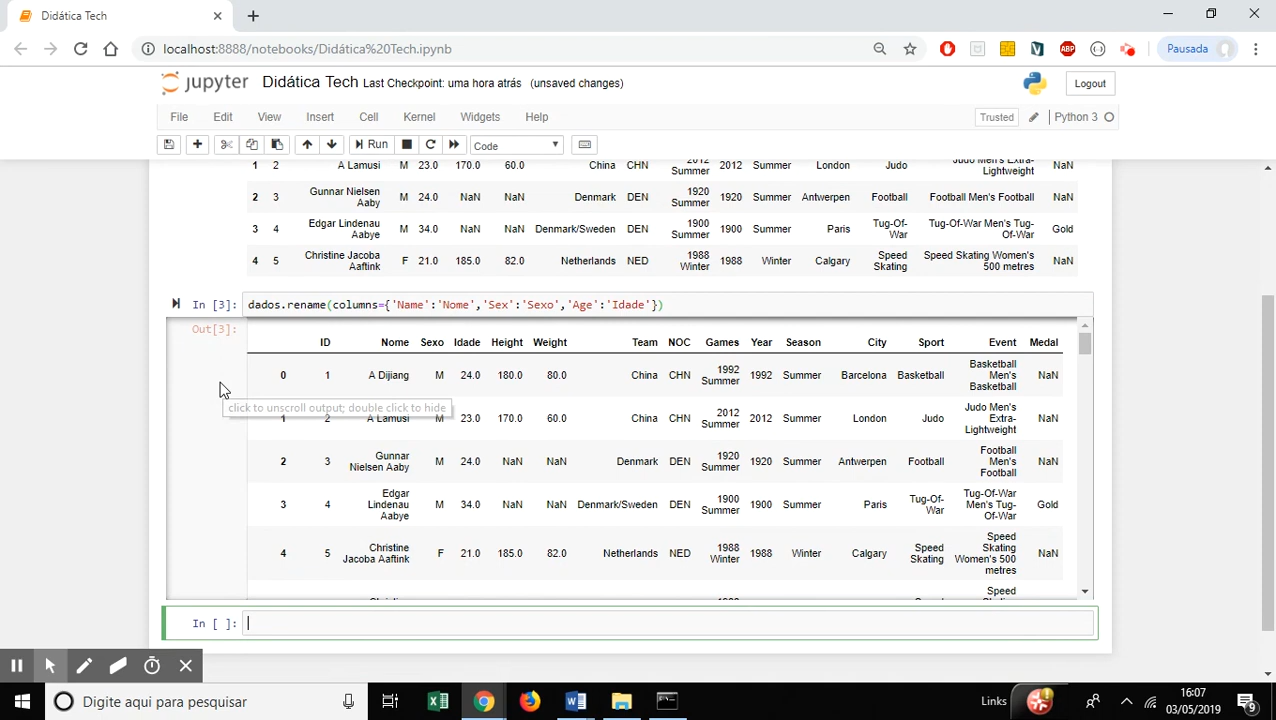 Didática Tech
localhost:8888/notebooks/Didática%20Tech.ipynb
ABP
Pausada
jupyter Didática Tech Last Checkpoint: uma hora atrás (unsaved changes)
Logout
File Edit View Insert Cell Kernel Widgets Help
Trusted Python 3
Run Code
1 2 A Lamusi M 23.0 170.0 60.0 China CHN 2012 Summer 2012 Summer London Judo Judo Men's Extra-Lightweight NaN
2 3 Gunnar Nielsen Aaby M 24.0 NaN NaN Denmark DEN 1920 Summer 1920 Summer Antwerpen Football Football Men's Football NaN
3 4 Edgar Lindenau Aabye M 34.0 NaN NaN Denmark/Sweden DEN 1900 Summer 1900 Summer Paris Tug-Of-War Tug-Of-War Men's Tug-Of-War Gold
4 5 Christine Jacoba Aaftink F 21.0 185.0 82.0 Netherlands NED 1988 Winter 1988 Winter Calgary Speed Skating Speed Skating Women's 500 metres NaN
In [3]: dados.rename(columns={'Name':'Nome','Sex':'Sexo','Age':'Idade'})
Out[3]:
ID Nome Sexo Idade Height Weight Team NOC Games Year Season City Sport Event Medal
0 1 A Dijiang M 24.0 180.0 80.0 China CHN 1992 Summer 1992 Summer Barcelona Basketball Basketball Men's Basketball NaN
click to unscroll output; double click to hide
1 2 A Lamusi M 23.0 170.0 60.0 China CHN 2012 Summer 2012 Summer London Judo Judo Men's Extra-Lightweight NaN
2 3 Gunnar Nielsen Aaby M 24.0 NaN NaN Denmark DEN 1920 Summer 1920 Summer Antwerpen Football Football Men's Football NaN
3 4 Edgar Lindenau Aabye M 34.0 NaN NaN Denmark/Sweden DEN 1900 Summer 1900 Summer Paris Tug-Of-War Tug-Of-War Men's Tug-Of-War Gold
4 5 Christine Jacoba Aaftink F 21.0 185.0 82.0 Netherlands NED 1988 Winter 1988 Winter Calgary Speed Skating Speed Skating Women's 500 metres NaN
Speed
In [ ]:
Digite aqui para pesquisar
Links
16:07
03/05/2019
9